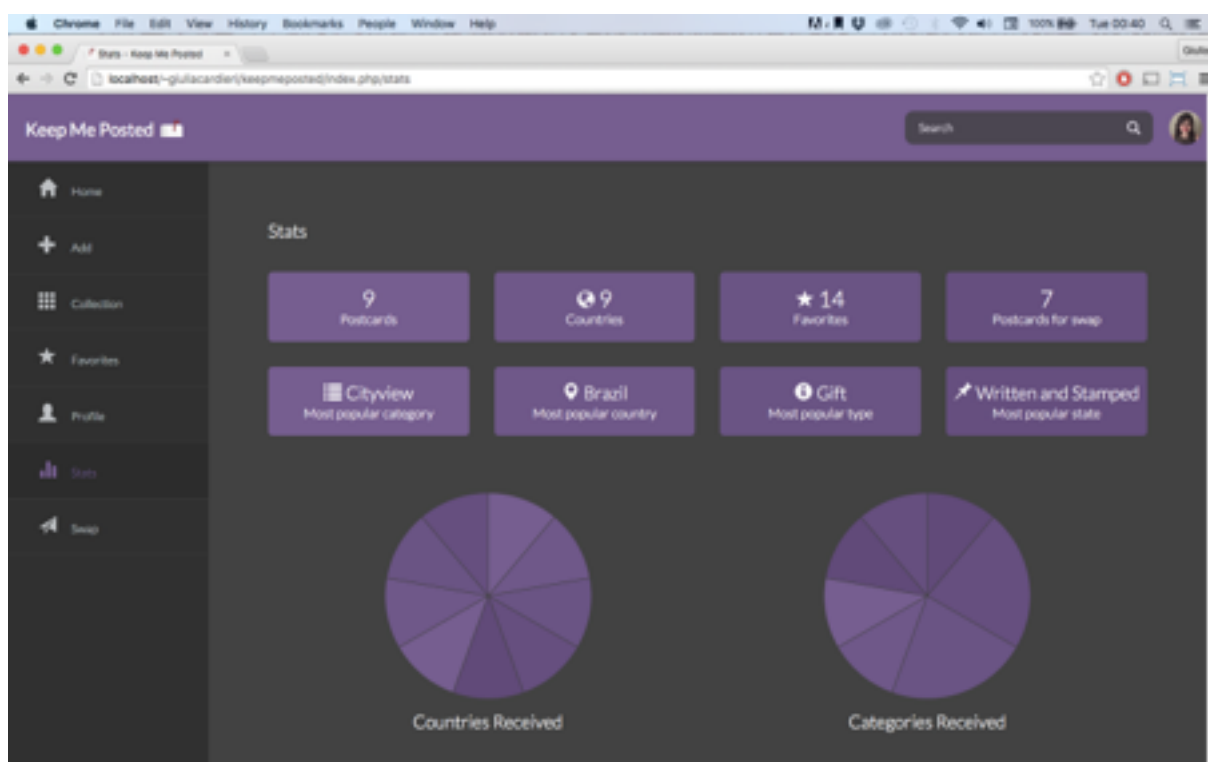 Chrome File Edit View History Bookmarks People Window Help 100% Tue 00:40
Stats - Keep Me Posted
localhost/~giuliacardieri/keepmeposted/index.php/stats
Keep Me Posted
Search
Home
Add
Collection
Favorites
Profile
Stats
Swap
Stats
9
Postcards
9
Countries
14
Favorites
7
Postcards for swap
Cityview
Most popular category
Brazil
Most popular country
Gift
Most popular type
Written and Stamped
Most popular state
Countries Received
Categories Received